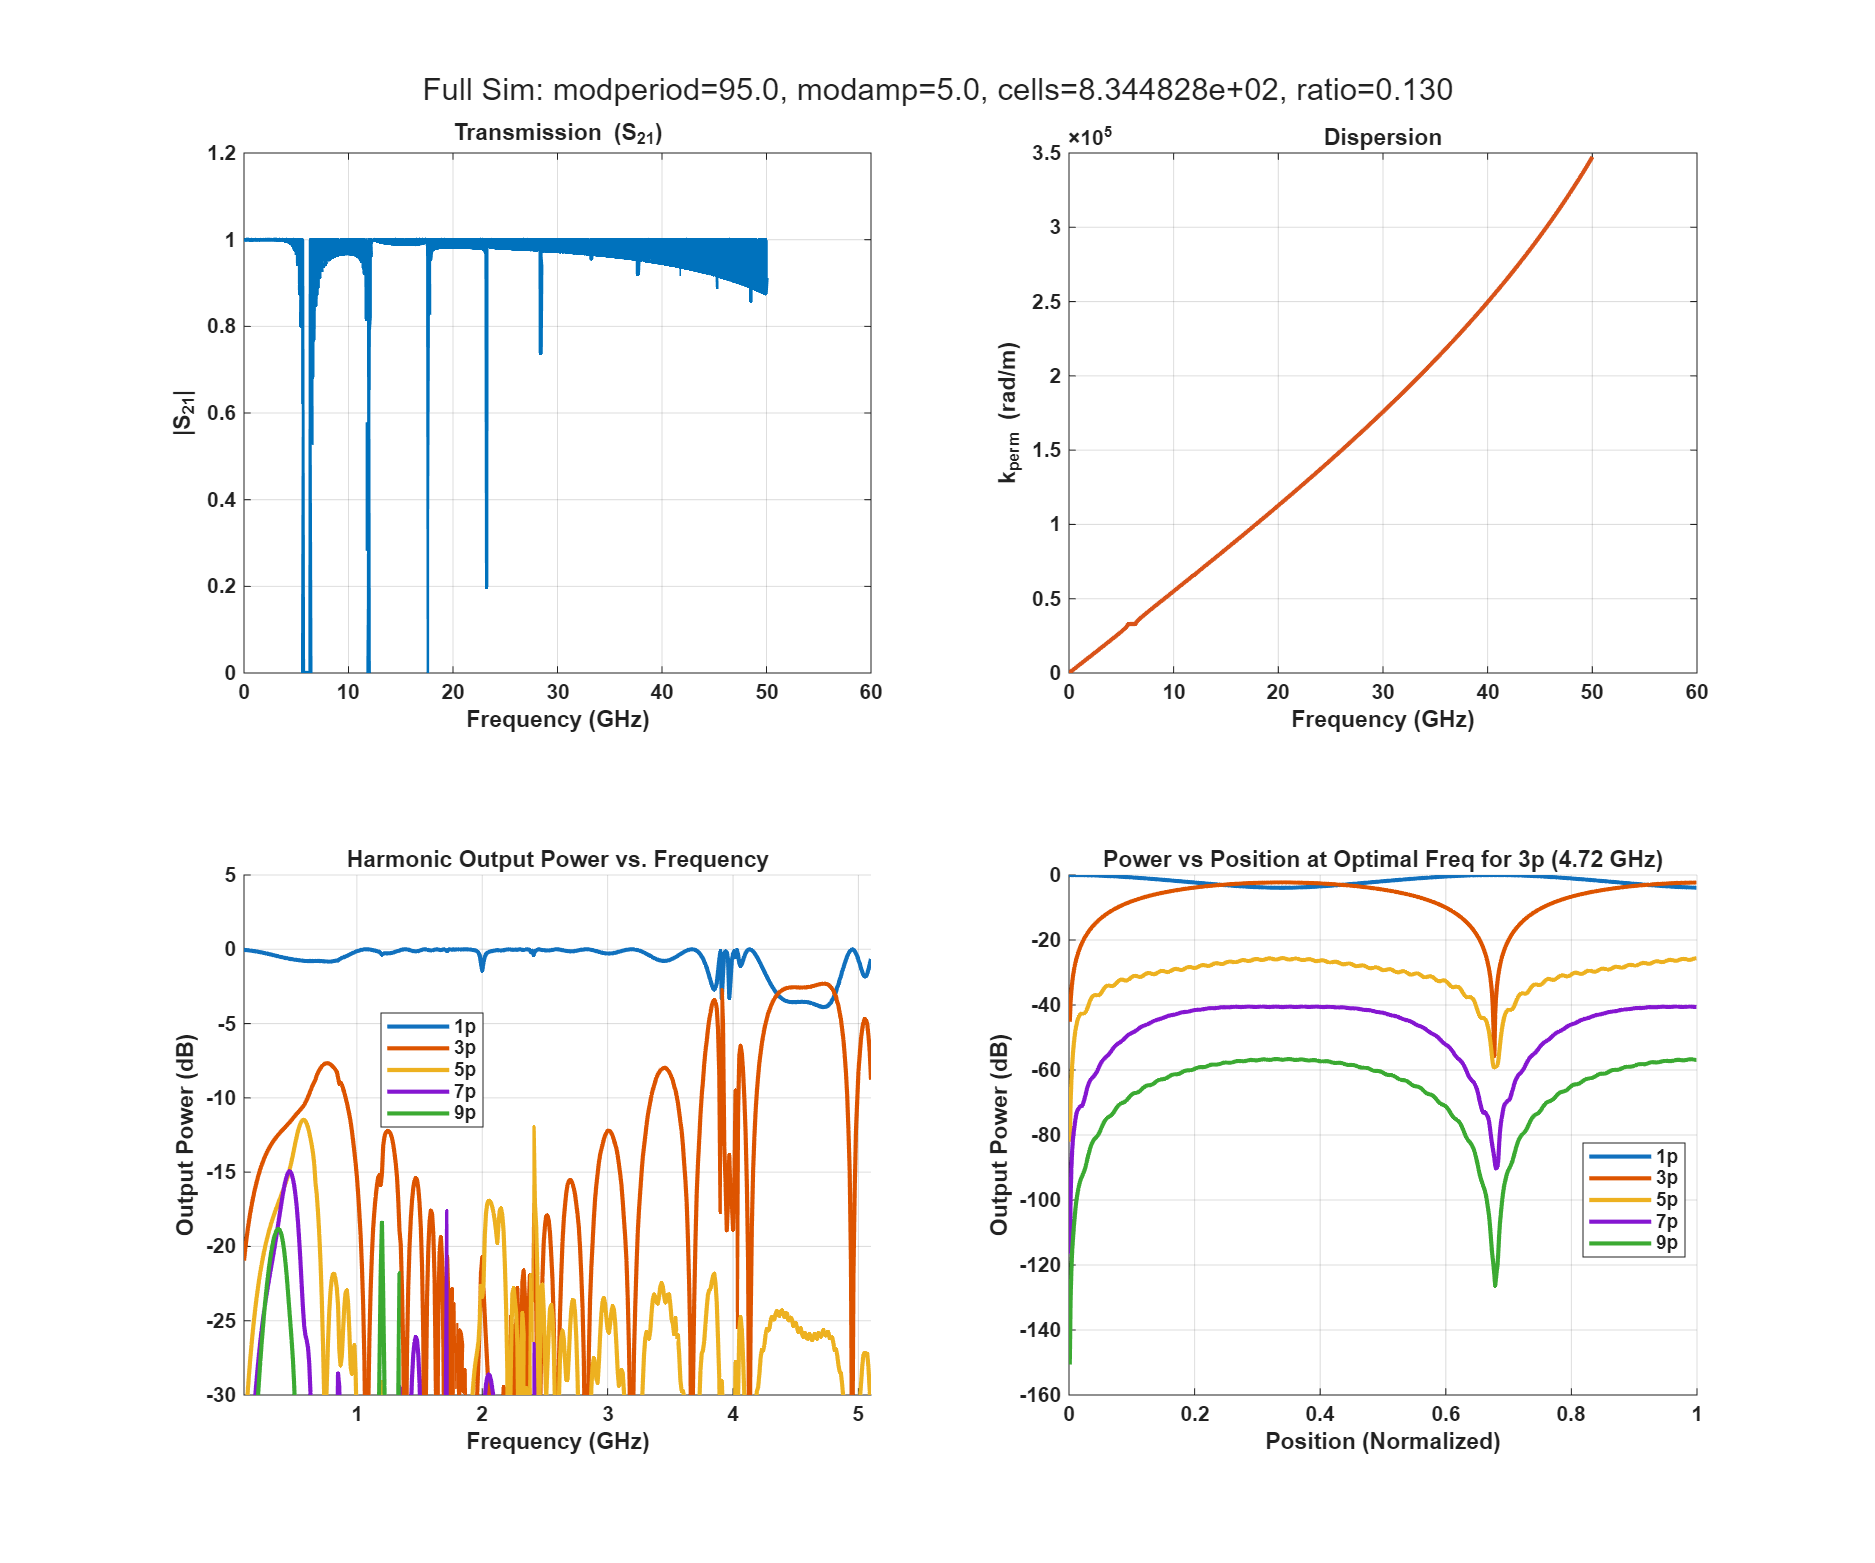 Full Sim: modperiod=95.0, modamp=5.0, cells=8.344828e+02, ratio=0.130
Transmission (S21)
1.2
1
0.8
0.6
0.4
0.2
0
|S21|
0 10 20 30 40 50 60
Frequency (GHz)
×10^5
Dispersion
3.5
3
2.5
2
1.5
1
0.5
0
kperm (rad/m)
0 10 20 30 40 50 60
Frequency (GHz)
Harmonic Output Power vs. Frequency
5
0
-5
-10
-15
-20
-25
-30
Output Power (dB)
1p
3p
5p
7p
9p
1 2 3 4 5
Frequency (GHz)
Power vs Position at Optimal Freq for 3p (4.72 GHz)
0
-20
-40
-60
-80
-100
-120
-140
-160
Output Power (dB)
1p
3p
5p
7p
9p
0 0.2 0.4 0.6 0.8 1
Position (Normalized)